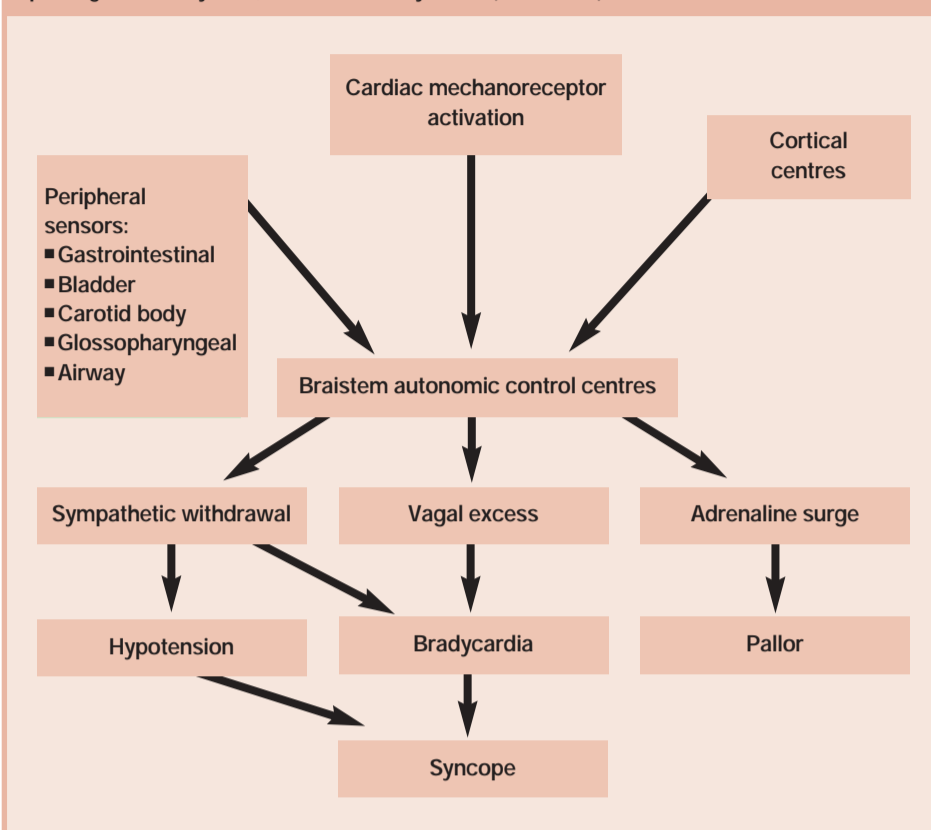 Cardiac mechanoreceptor
activation
Cortical
centres
Peripheral
sensors:
■ Gastrointestinal
■ Bladder
■ Carotid body
■ Glossopharyngeal
■ Airway
Braistem autonomic control centres
Sympathetic withdrawal
Vagal excess
Adrenaline surge
Hypotension
Bradycardia
Pallor
Syncope